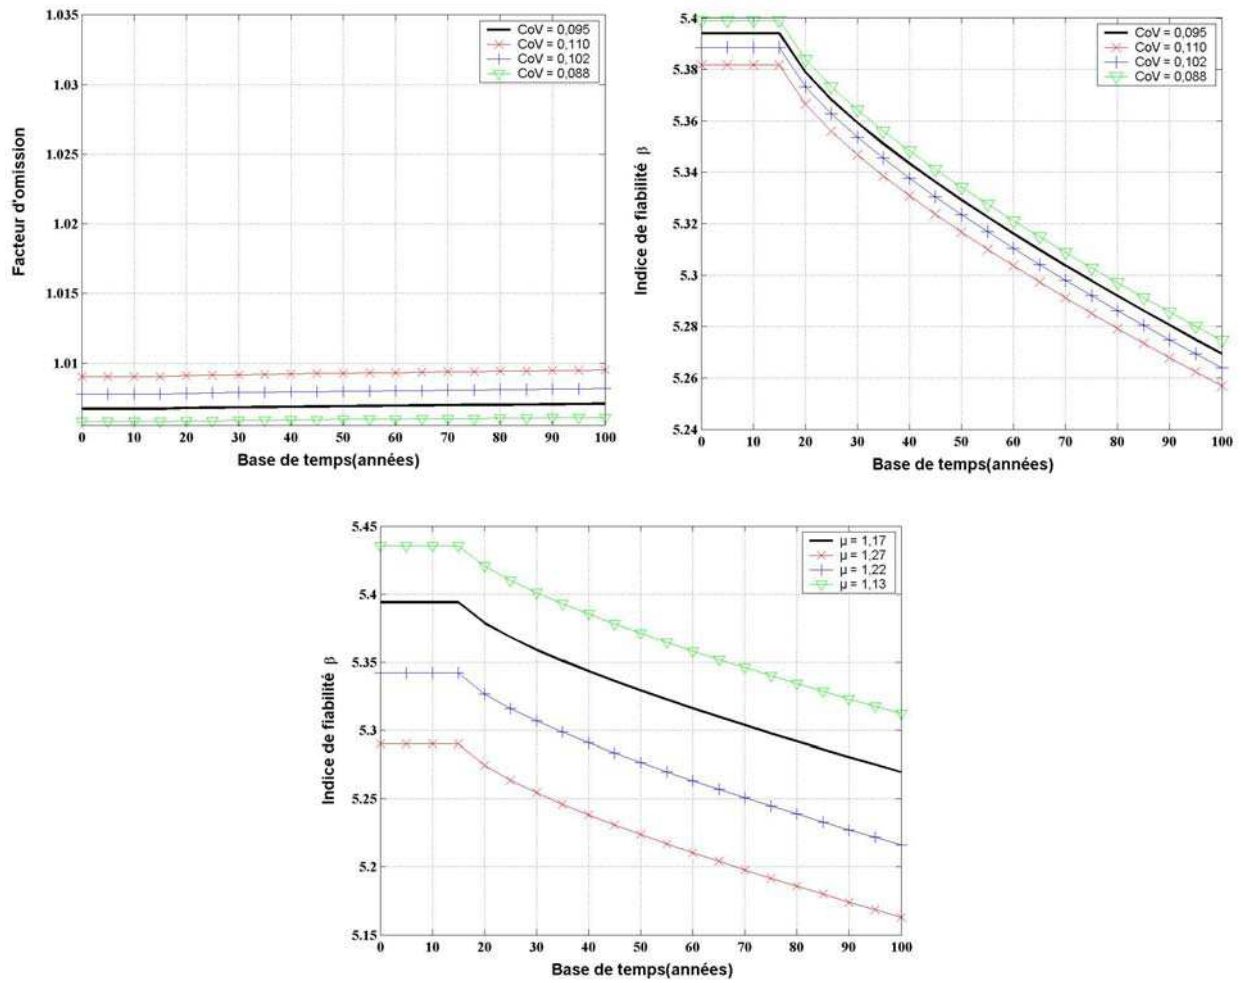 1.035
1.03
1.025
1.02
1.015
1.01
Facteur d'omission
CoV = 0,095
CoV = 0,110
CoV = 0,102
CoV = 0,088
0 10 20 30 40 50 60 70 80 90 100
Base de temps(années)
5.4
5.38
5.36
5.34
5.32
5.3
5.28
5.26
5.24
Indice de fiabilité β
CoV = 0,095
CoV = 0,110
CoV = 0,102
CoV = 0,088
0 10 20 30 40 50 60 70 80 90 100
Base de temps(années)
5.45
5.4
5.35
5.3
5.25
5.2
5.15
Indice de fiabilité β
µ = 1,17
µ = 1,27
µ = 1,22
µ = 1,13
0 10 20 30 40 50 60 70 80 90 100
Base de temps(années)